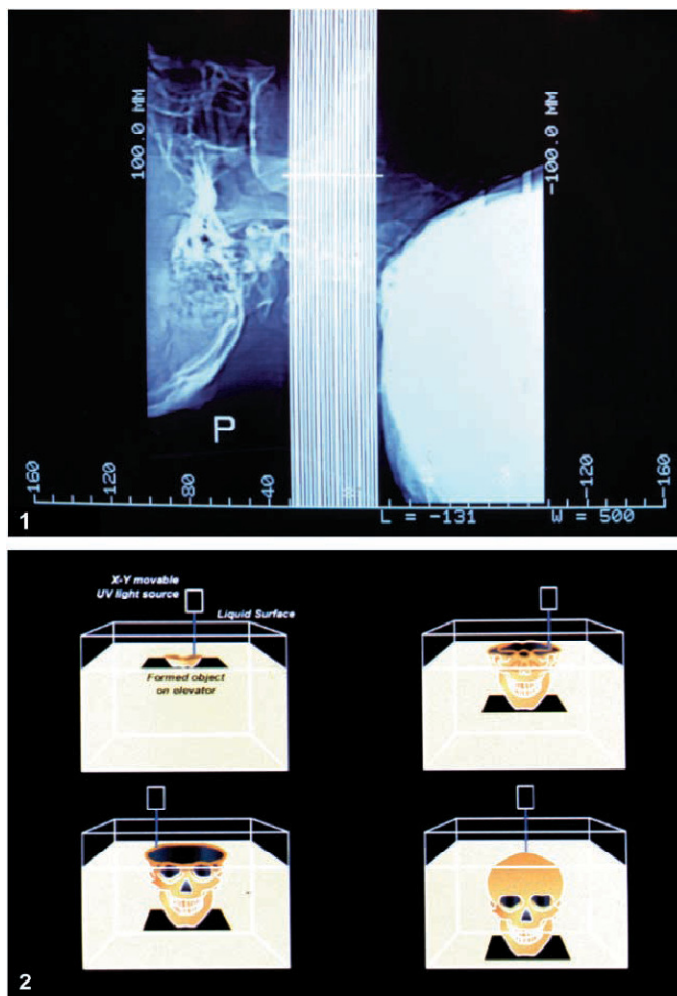 100.0 MM
-100.0 MM
P
-160
-120
-80
-40
-120
-160
L = -131
W = 500
1
X-Y movable
UV light source
Liquid Surface
Formed object
on elevator
2